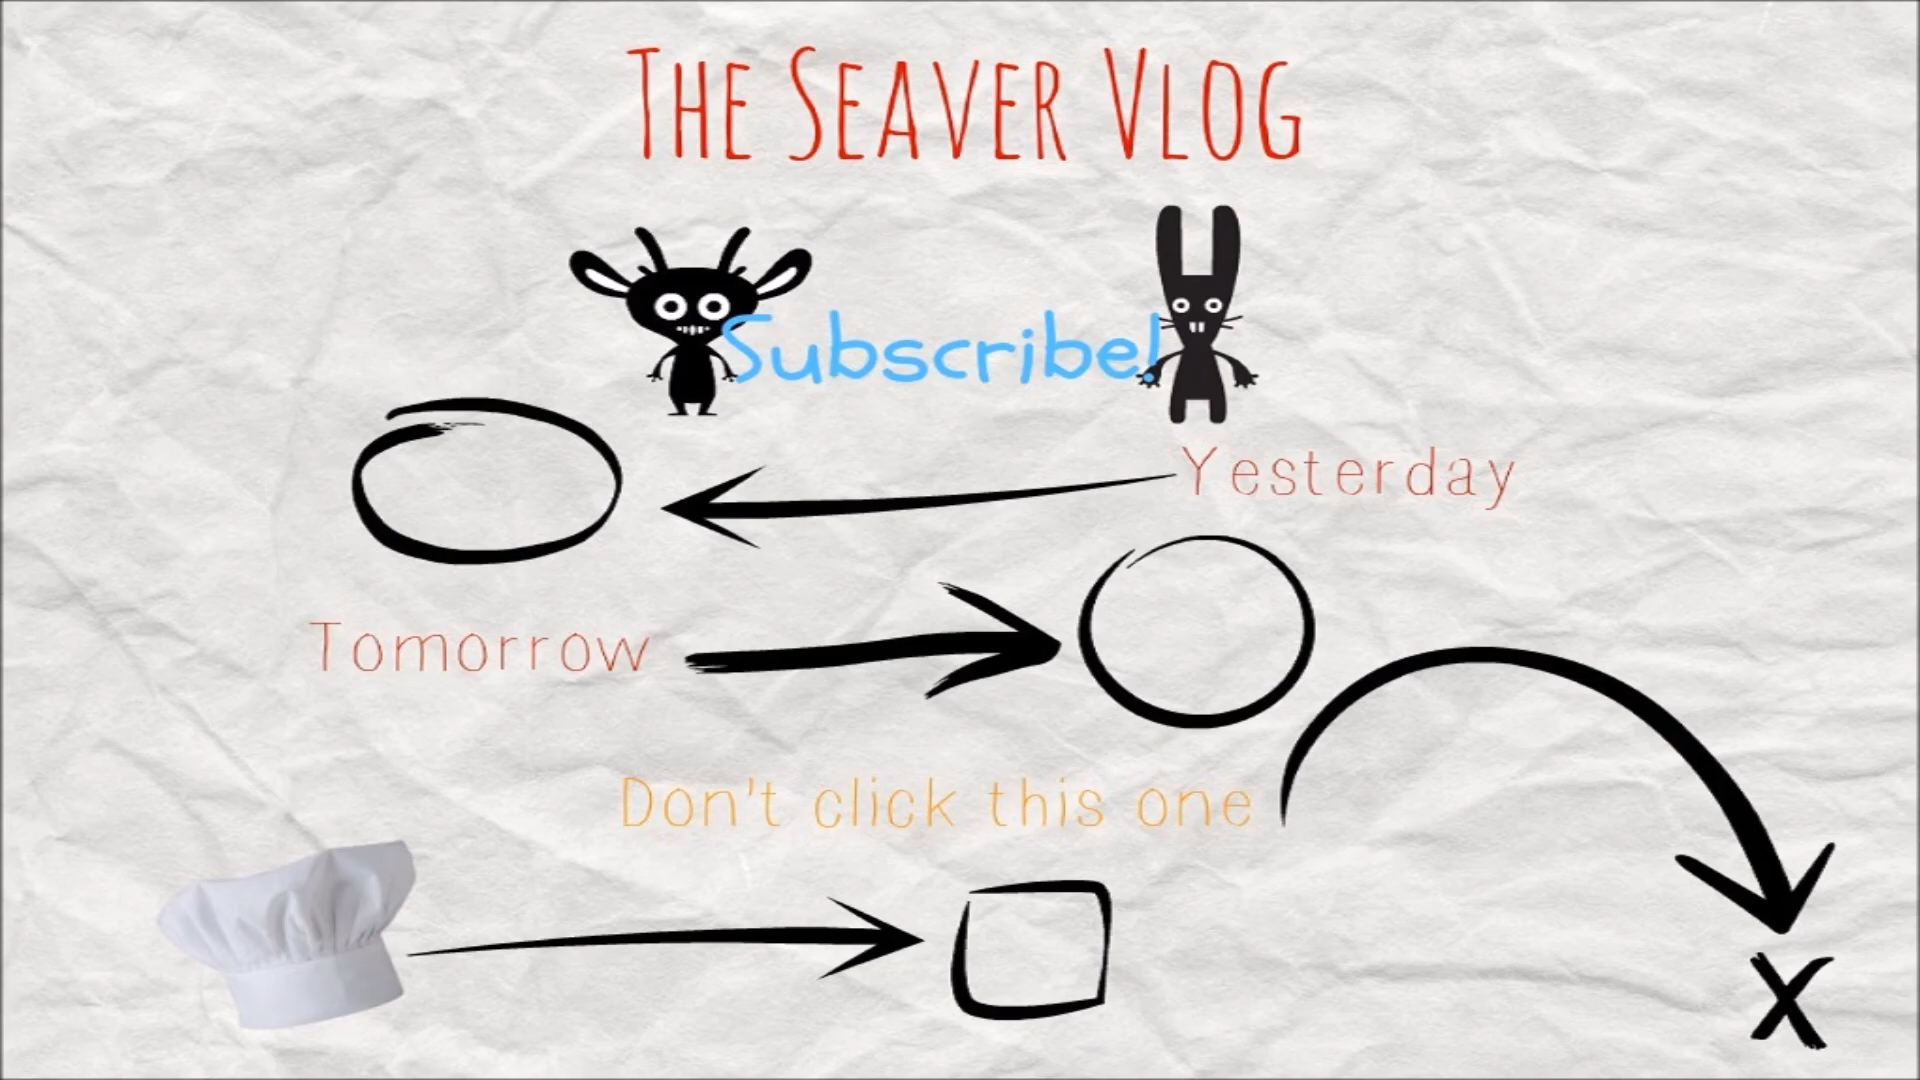 The Seaver Vlog
Subscribe!
Yesterday
Tomorrow
Don't click this one
X